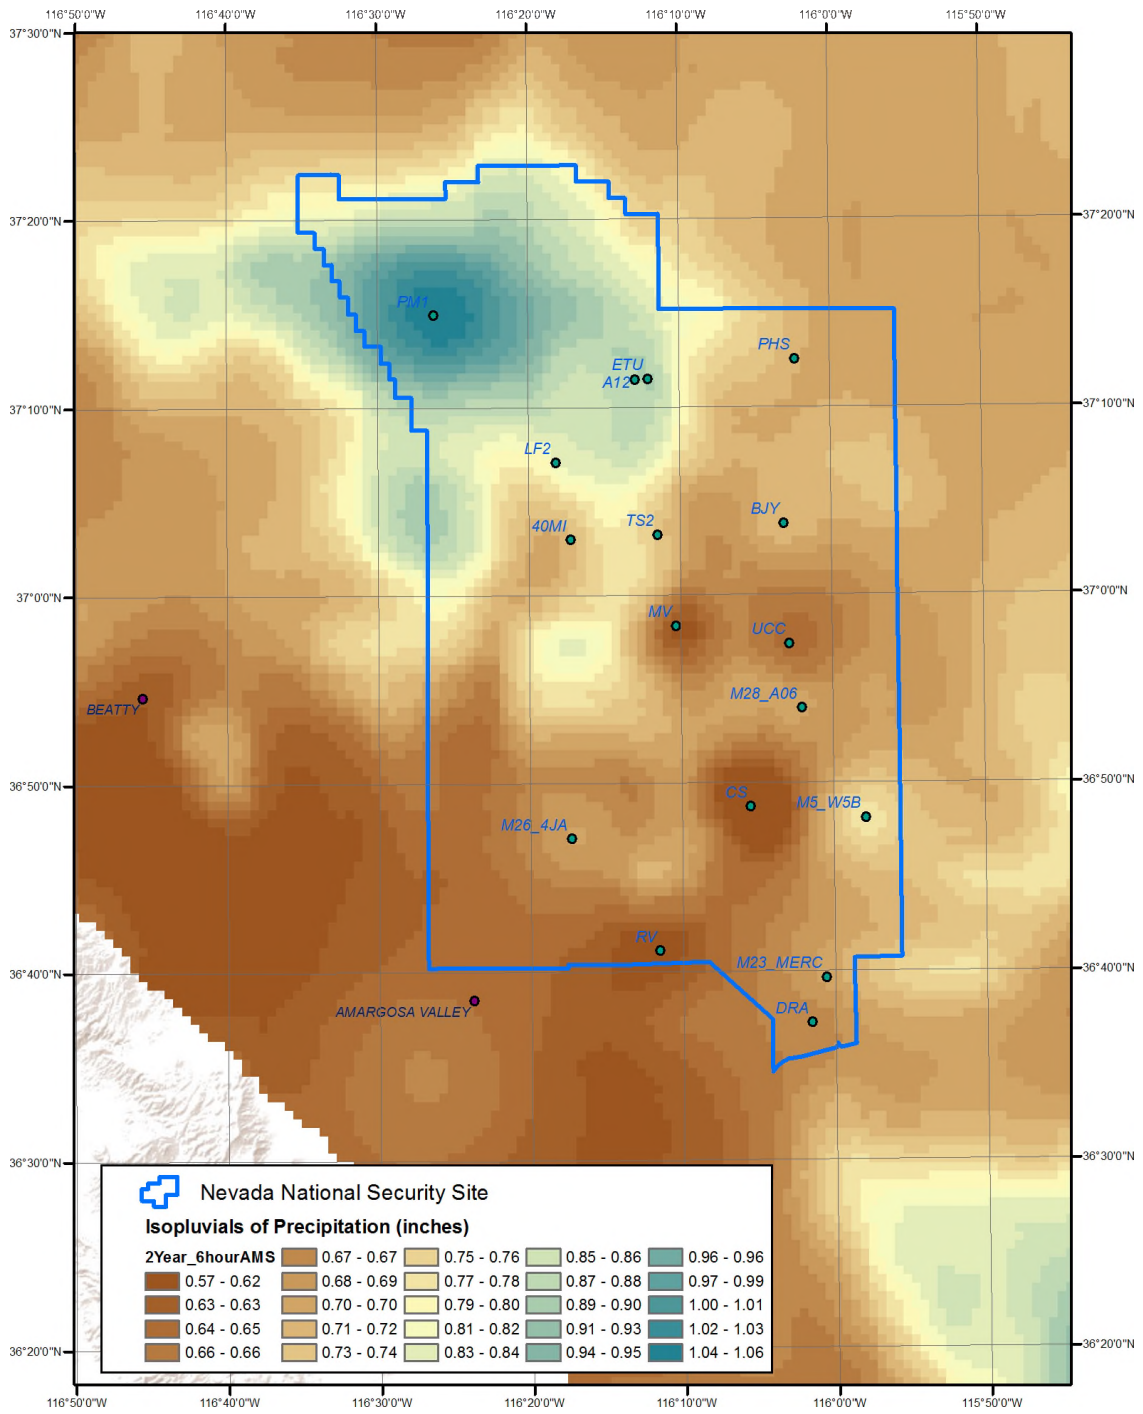 116°50'0"W 116°40'0"W 116°30'0"W 116°20'0"W 116°10'0"W 116°0'0"W 115°50'0"W
37°30'0"N
37°20'0"N 37°20'0"N
PM1
PHS
ETU
A12
37°10'0"N 37°10'0"N
LF2
BJY
TS2
40MI
37°0'0"N 37°0'0"N
MV
UCC
M28_A06
BEATTY
36°50'0"N 36°50'0"N
CS
M5_W5B
M26_4JA
RV
M23_MERC
36°40'0"N 36°40'0"N
DRA
AMARGOSA VALLEY
36°30'0"N 36°30'0"N
Nevada National Security Site
Isopluvials of Precipitation (inches)
2Year_6hourAMS 0.67 - 0.67 0.75 - 0.76 0.85 - 0.86 0.96 - 0.96
0.57 - 0.62 0.68 - 0.69 0.77 - 0.78 0.87 - 0.88 0.97 - 0.99
0.63 - 0.63 0.70 - 0.70 0.79 - 0.80 0.89 - 0.90 1.00 - 1.01
0.64 - 0.65 0.71 - 0.72 0.81 - 0.82 0.91 - 0.93 1.02 - 1.03
0.66 - 0.66 0.73 - 0.74 0.83 - 0.84 0.94 - 0.95 1.04 - 1.06
36°20'0"N 36°20'0"N
116°50'0"W 116°40'0"W 116°30'0"W 116°20'0"W 116°10'0"W 116°0'0"W 115°50'0"W